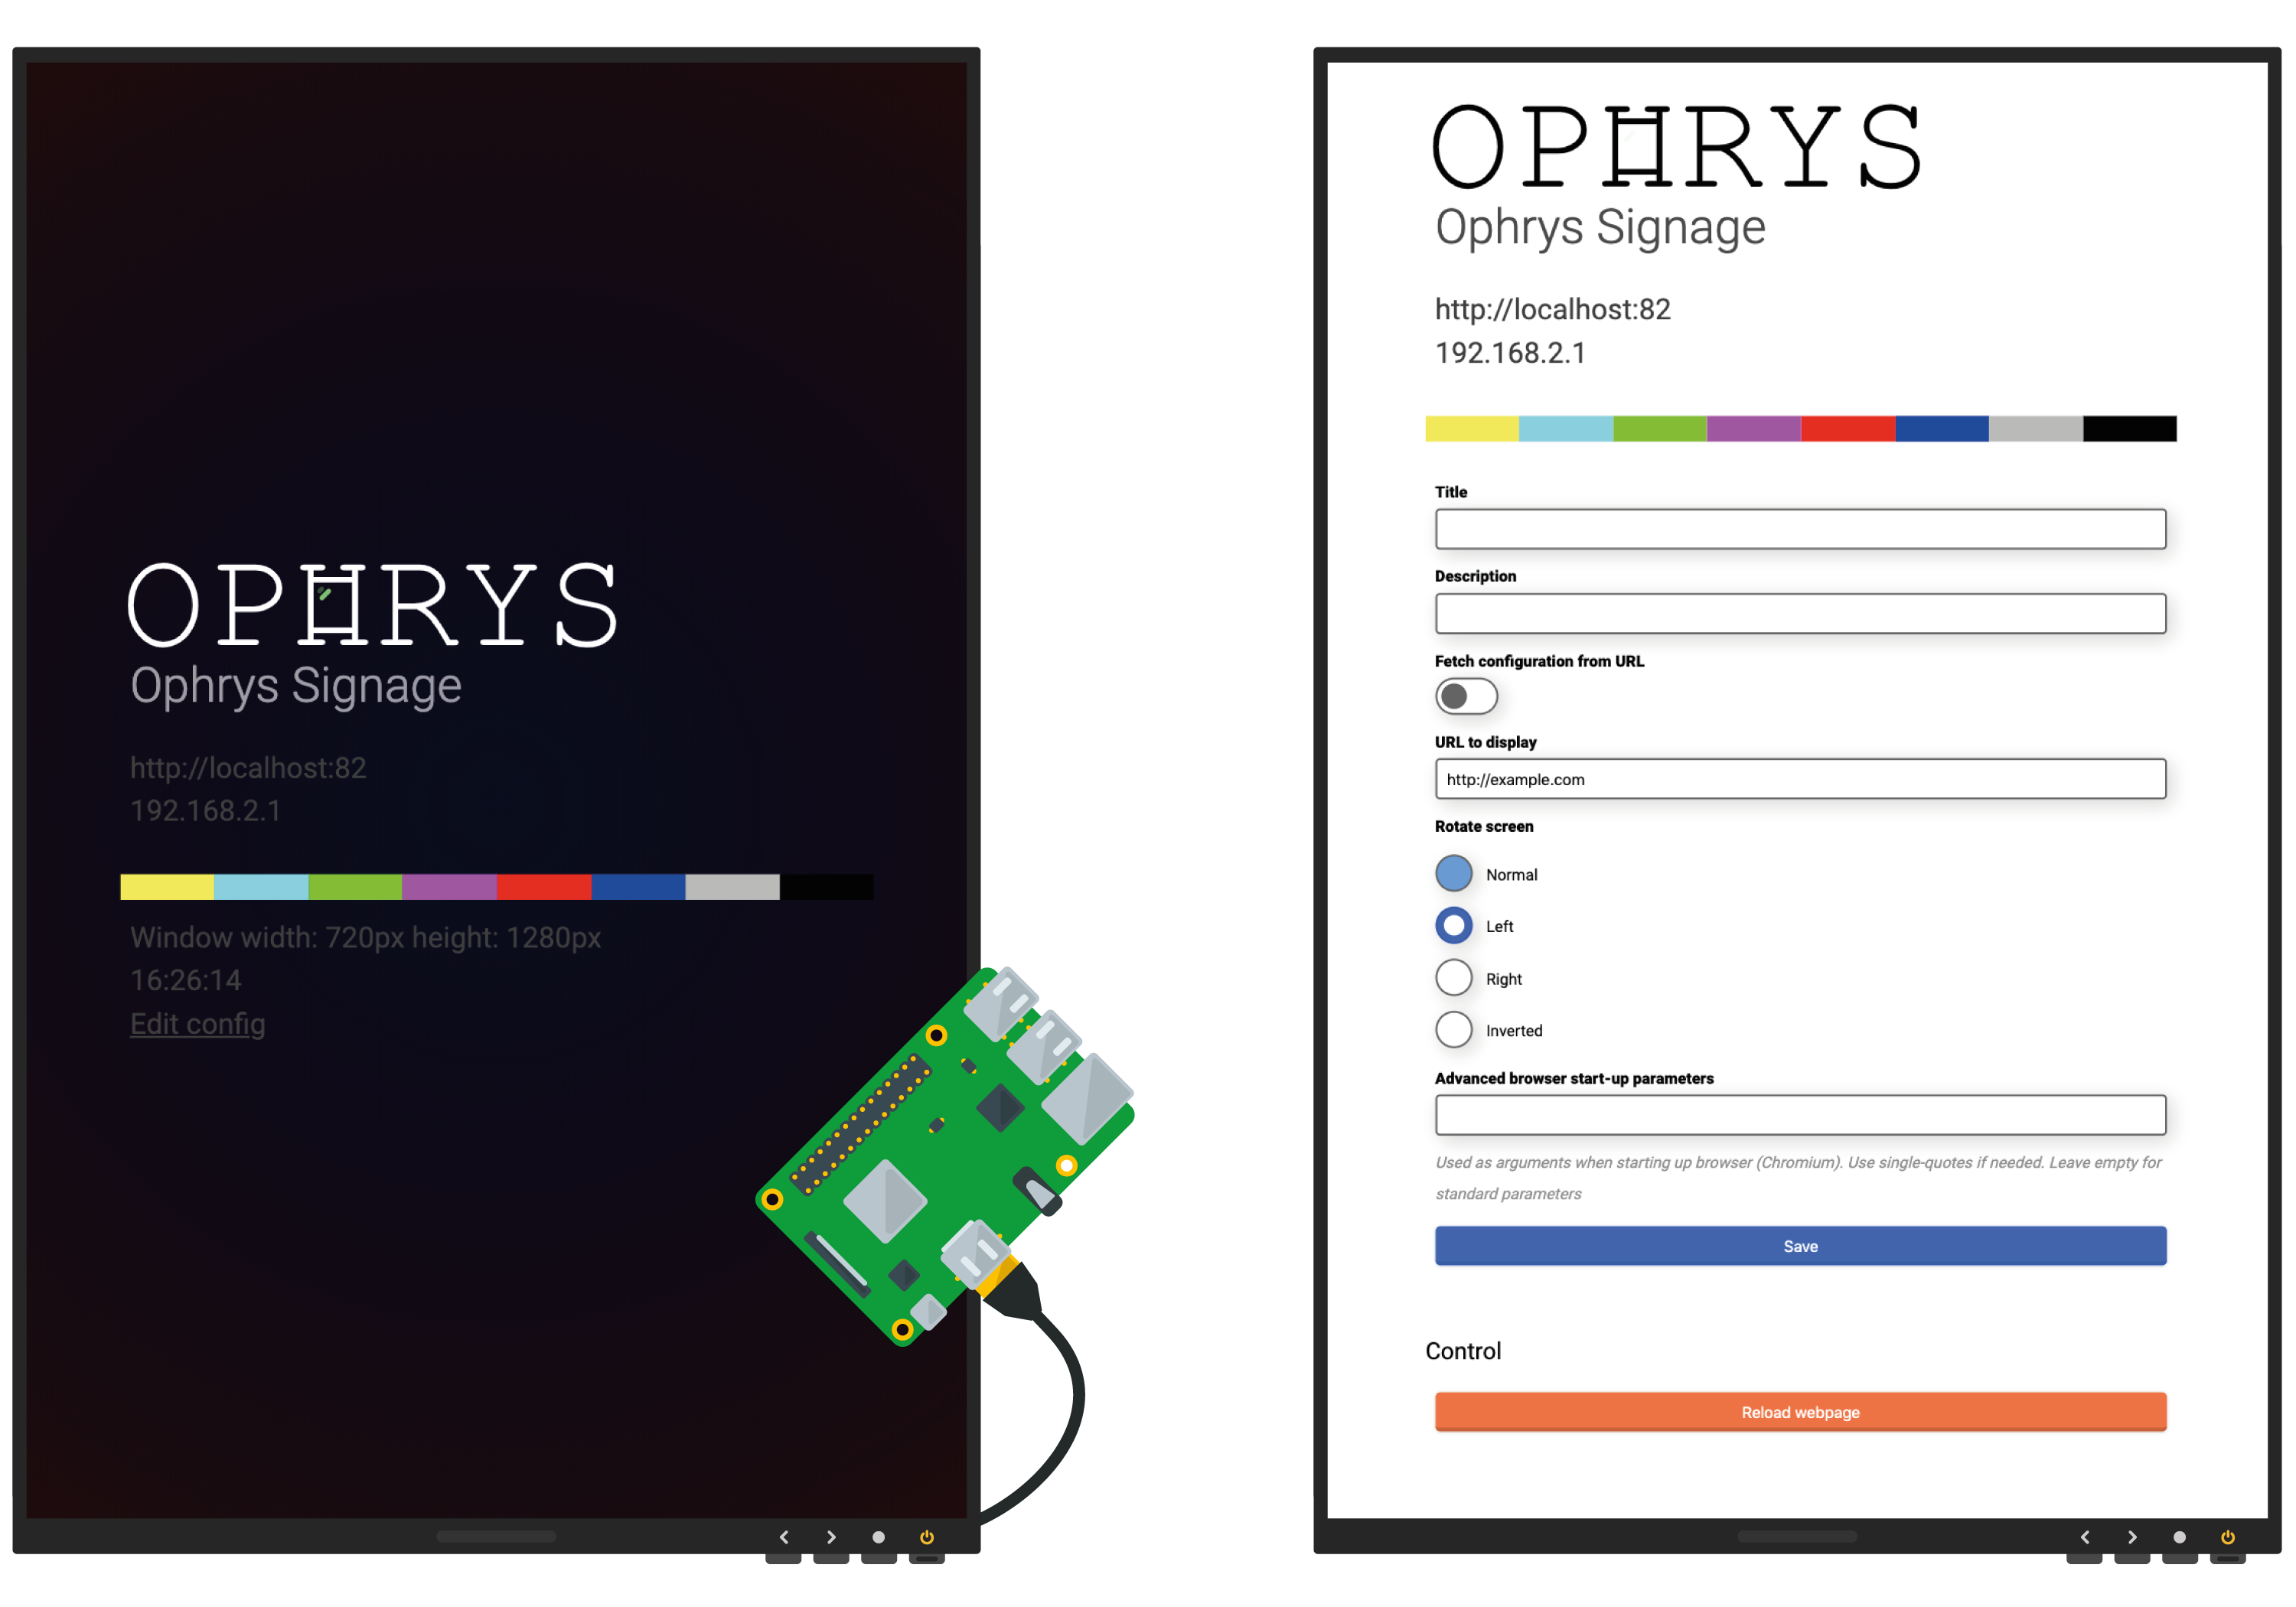 OPHRYS
Ophrys Signage
http://localhost:82
192.168.2.1
Window width: 720px height: 1280px
16:26:14
Edit config
OPHRYS
Ophrys Signage
http://localhost:82
192.168.2.1
Title
Description
Fetch configuration from URL
URL to display
http://example.com
Rotate screen
Normal
Left
Right
Inverted
Advanced browser start-up parameters
Used as arguments when starting up browser (Chromium). Use single-quotes if needed. Leave empty for
standard parameters
Save
Control
Reload webpage